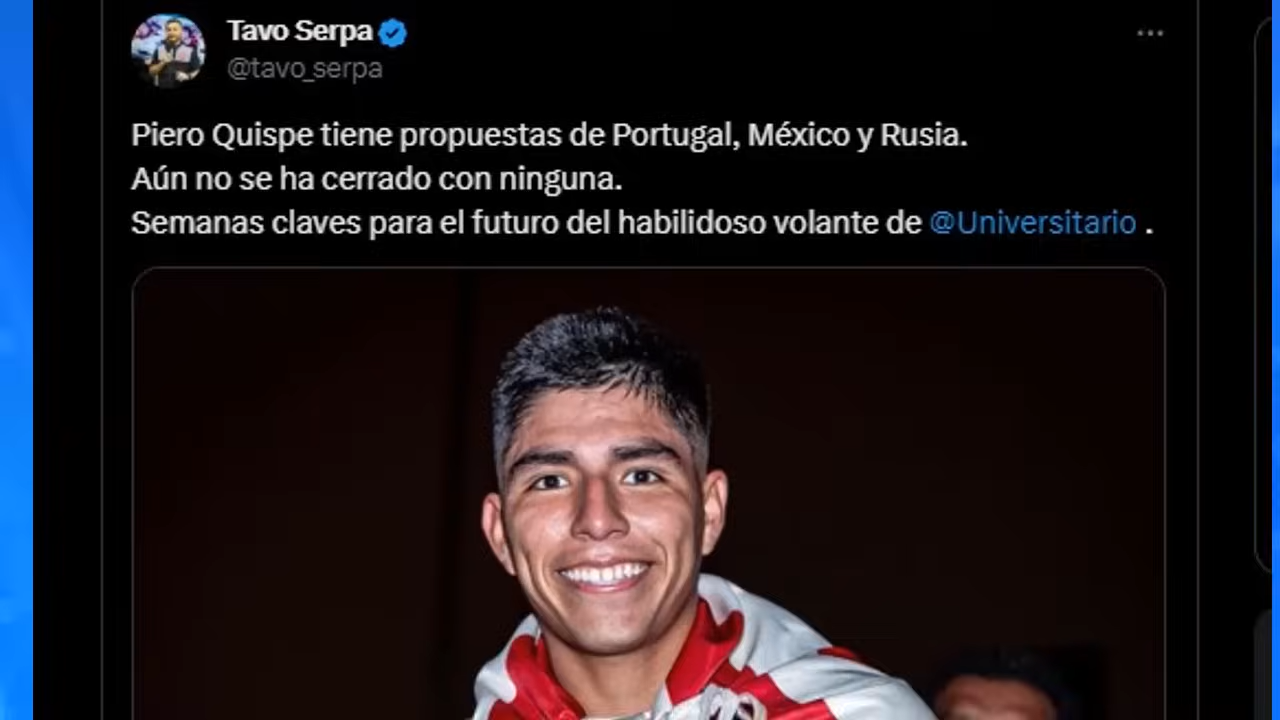 Tavo Serpa
@tavo_serpa
Piero Quispe tiene propuestas de Portugal, México y Rusia.
Aún no se ha cerrado con ninguna.
Semanas claves para el futuro del habilidoso volante de @Universitario .